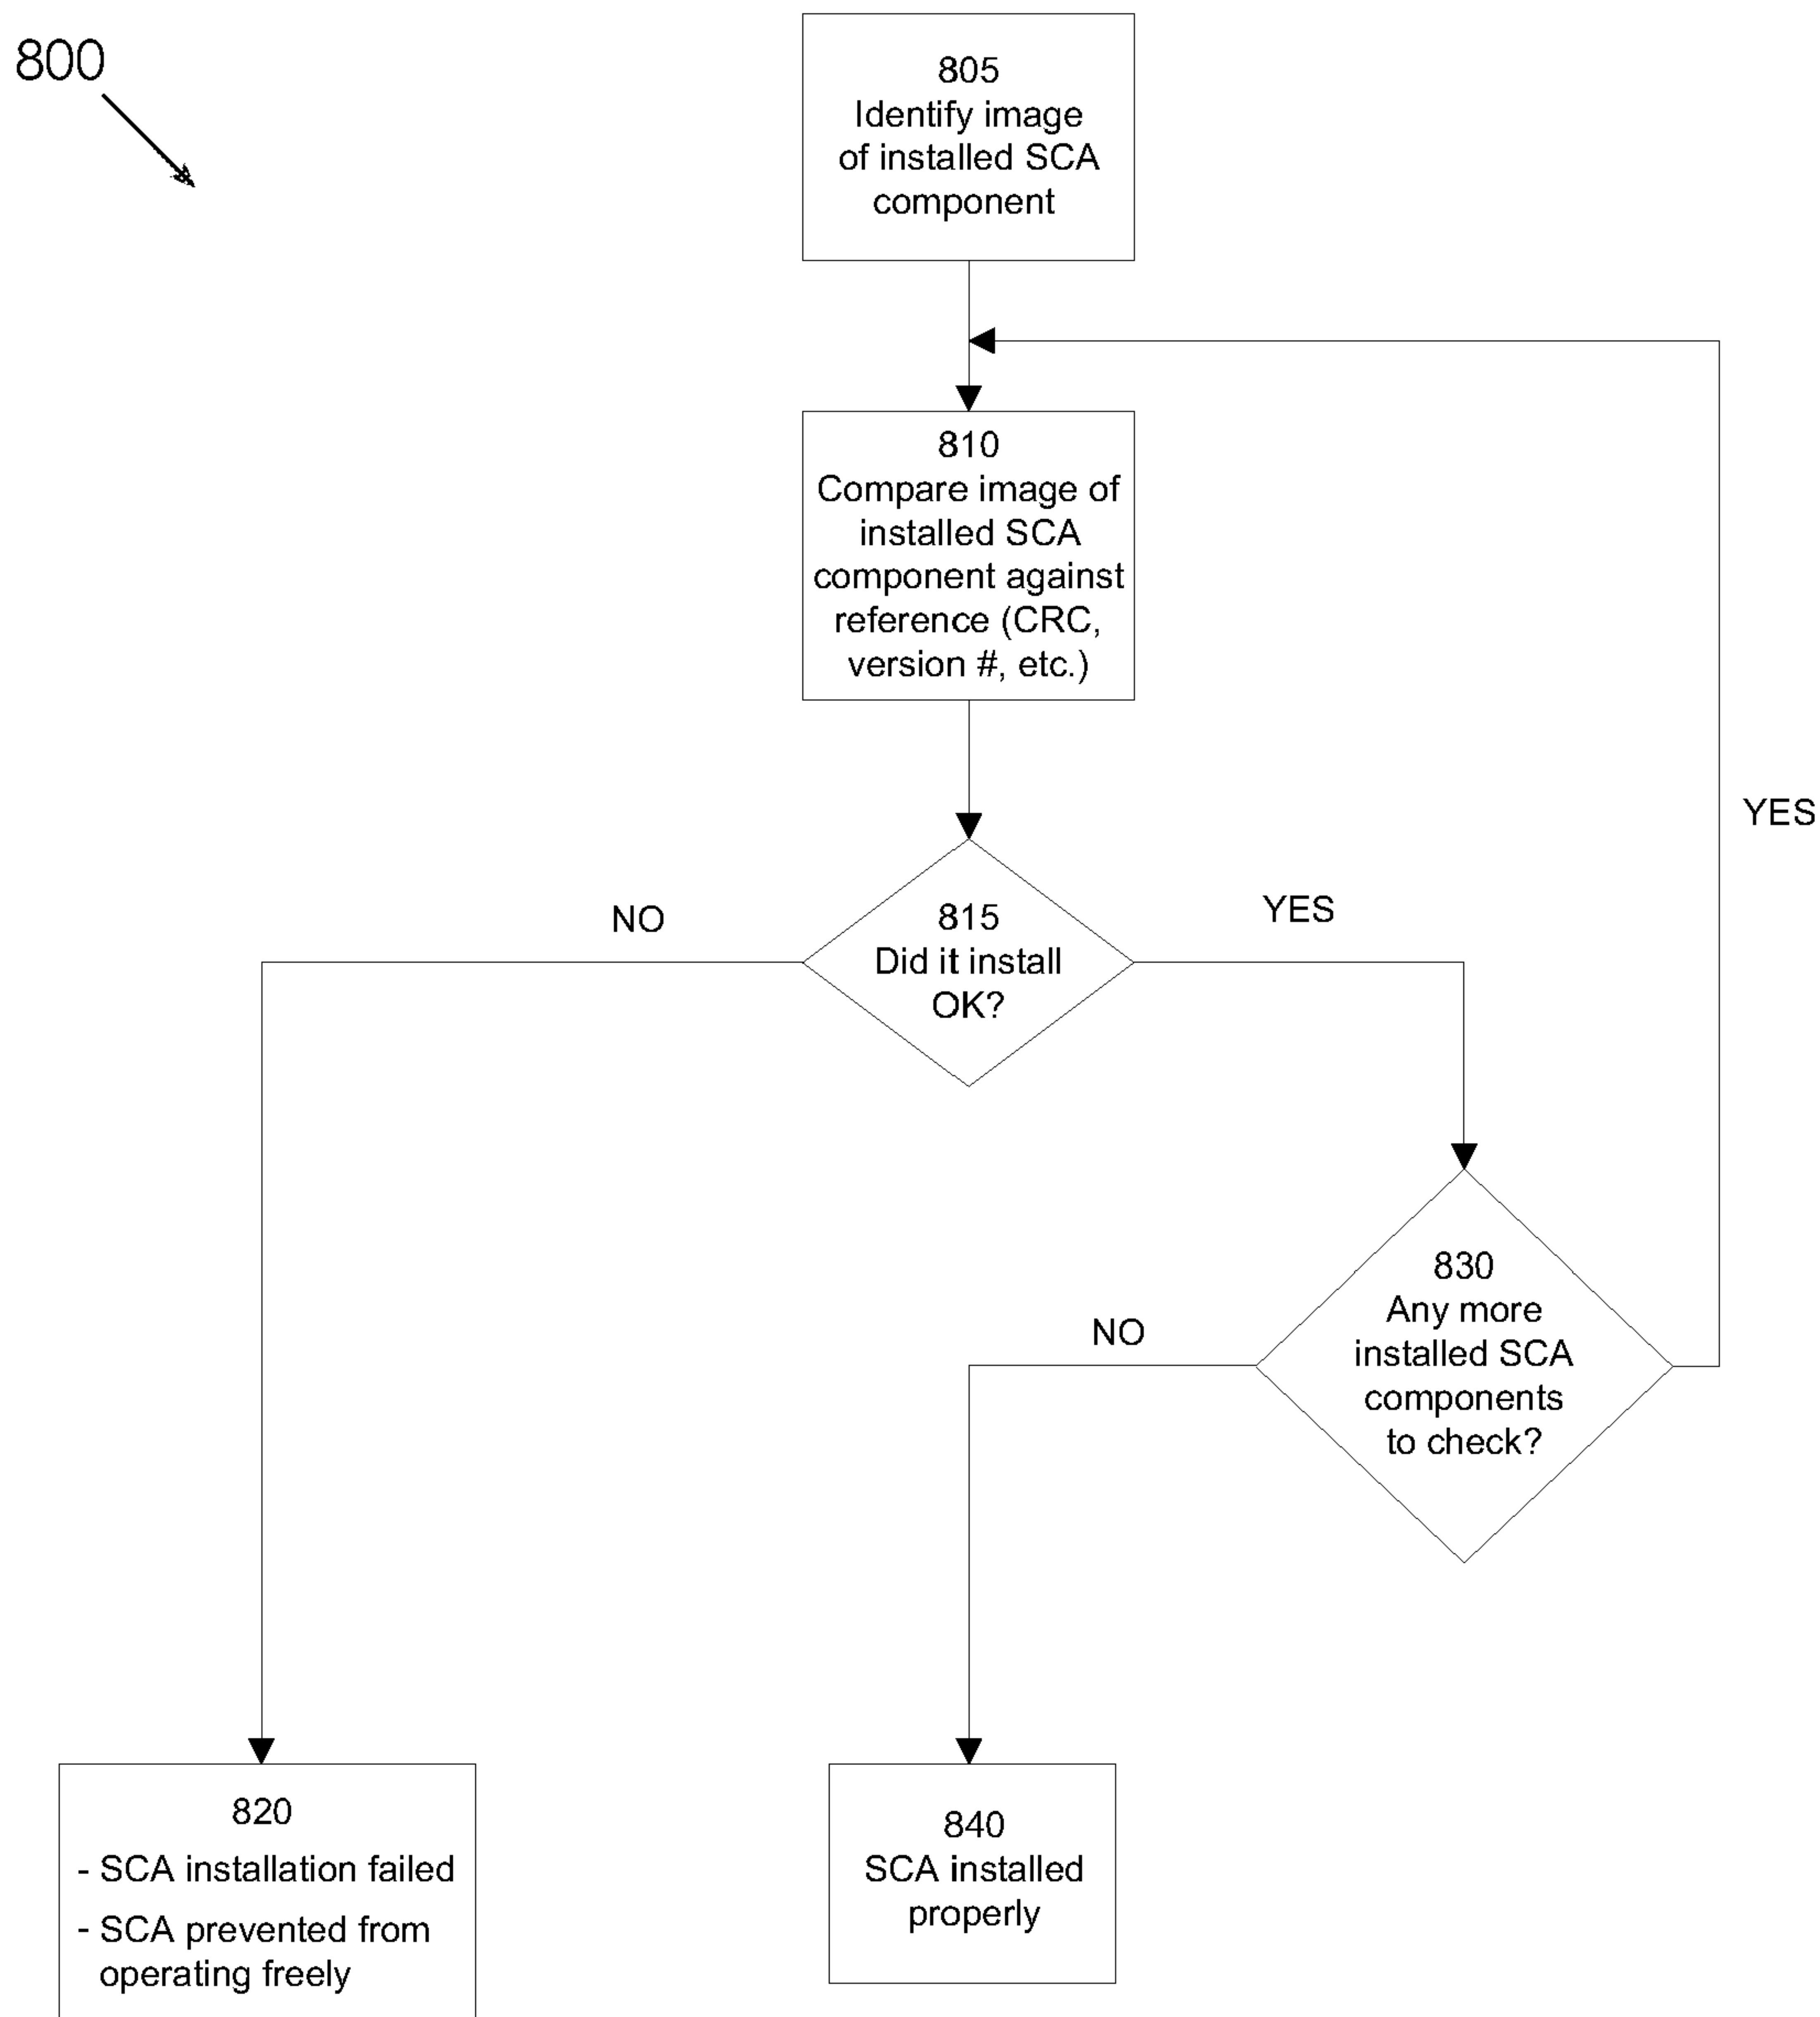 800
805
Identify image
of installed SCA
component
810
Compare image of
installed SCA
component against
reference (CRC,
version #, etc.)
YES
NO
815
Did it install
OK?
YES
830
Any more
installed SCA
components
to check?
NO
820
- SCA installation failed
- SCA prevented from
operating freely
840
SCA installed
properly